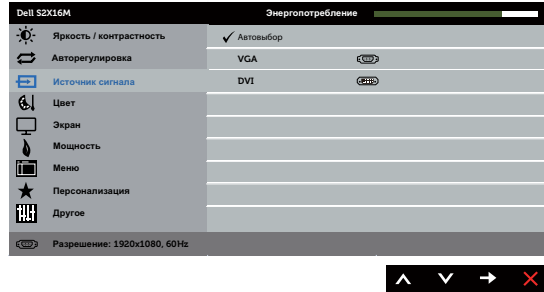 Dell S2X16M
Энергопотребление
Яркость / контрастность
Автовыбор
Авторегулировка
VGA
Источник сигнала
DVI
Цвет
Экран
Мощность
Меню
Персонализация
Другое
Разрешение: 1920x1080, 60Hz